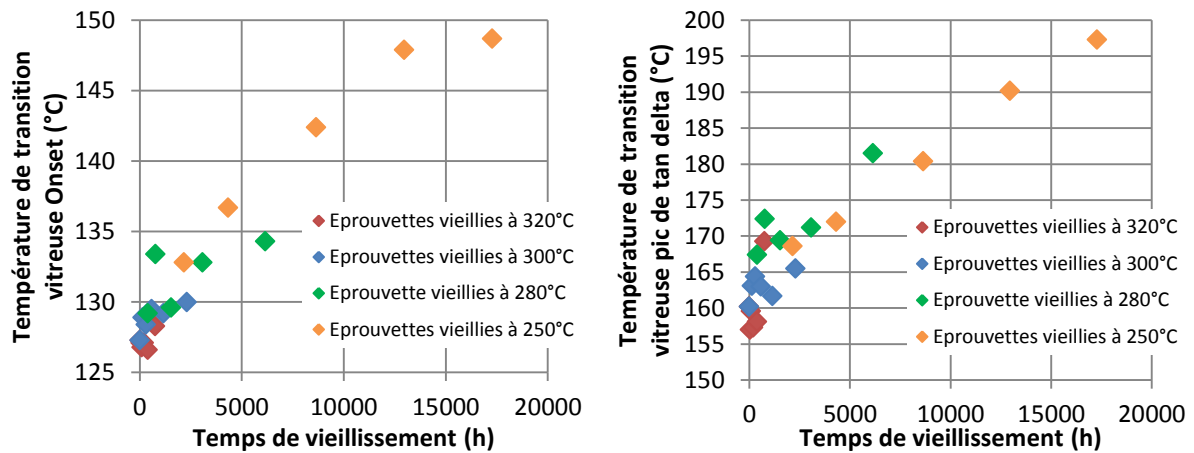 Température de transition
vitreuse Onset (°C)
150
145
140
135
130
125
0
5000
10000
15000
20000
Temps de vieillissement (h)
Eprouvettes vieillies à 320°C
Eprouvettes vieillies à 300°C
Eprouvette vieillies à 280°C
Eprouvettes vieillies à 250°C
Température de transition
vitreuse pic de tan delta (°C)
200
195
190
185
180
175
170
165
160
155
150
0
5000
10000
15000
20000
Temps de vieillissement (h)
Eprouvettes vieillies à 320°C
Eprouvettes vieillies à 300°C
Eprouvette vieillies à 280°C
Eprouvettes vieillies à 250°C